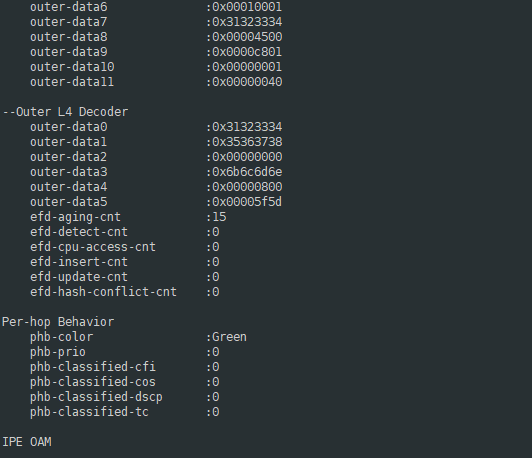 outer-data6 :0x00010001
outer-data7 :0x31323334
outer-data8 :0x00004500
outer-data9 :0x0000c801
outer-data10 :0x00000001
outer-data11 :0x00000040
--Outer L4 Decoder
outer-data0 :0x31323334
outer-data1 :0x35363738
outer-data2 :0x00000000
outer-data3 :0x6b6c6d6e
outer-data4 :0x00000800
outer-data5 :0x00005f5d
efd-aging-cnt :15
efd-detect-cnt :0
efd-cpu-access-cnt :0
efd-insert-cnt :0
efd-update-cnt :0
efd-hash-conflict-cnt :0
Per-hop Behavior
phb-color :Green
phb-prio :0
phb-classified-cfi :0
phb-classified-cos :0
phb-classified-dscp :0
phb-classified-tc :0
IPE OAM